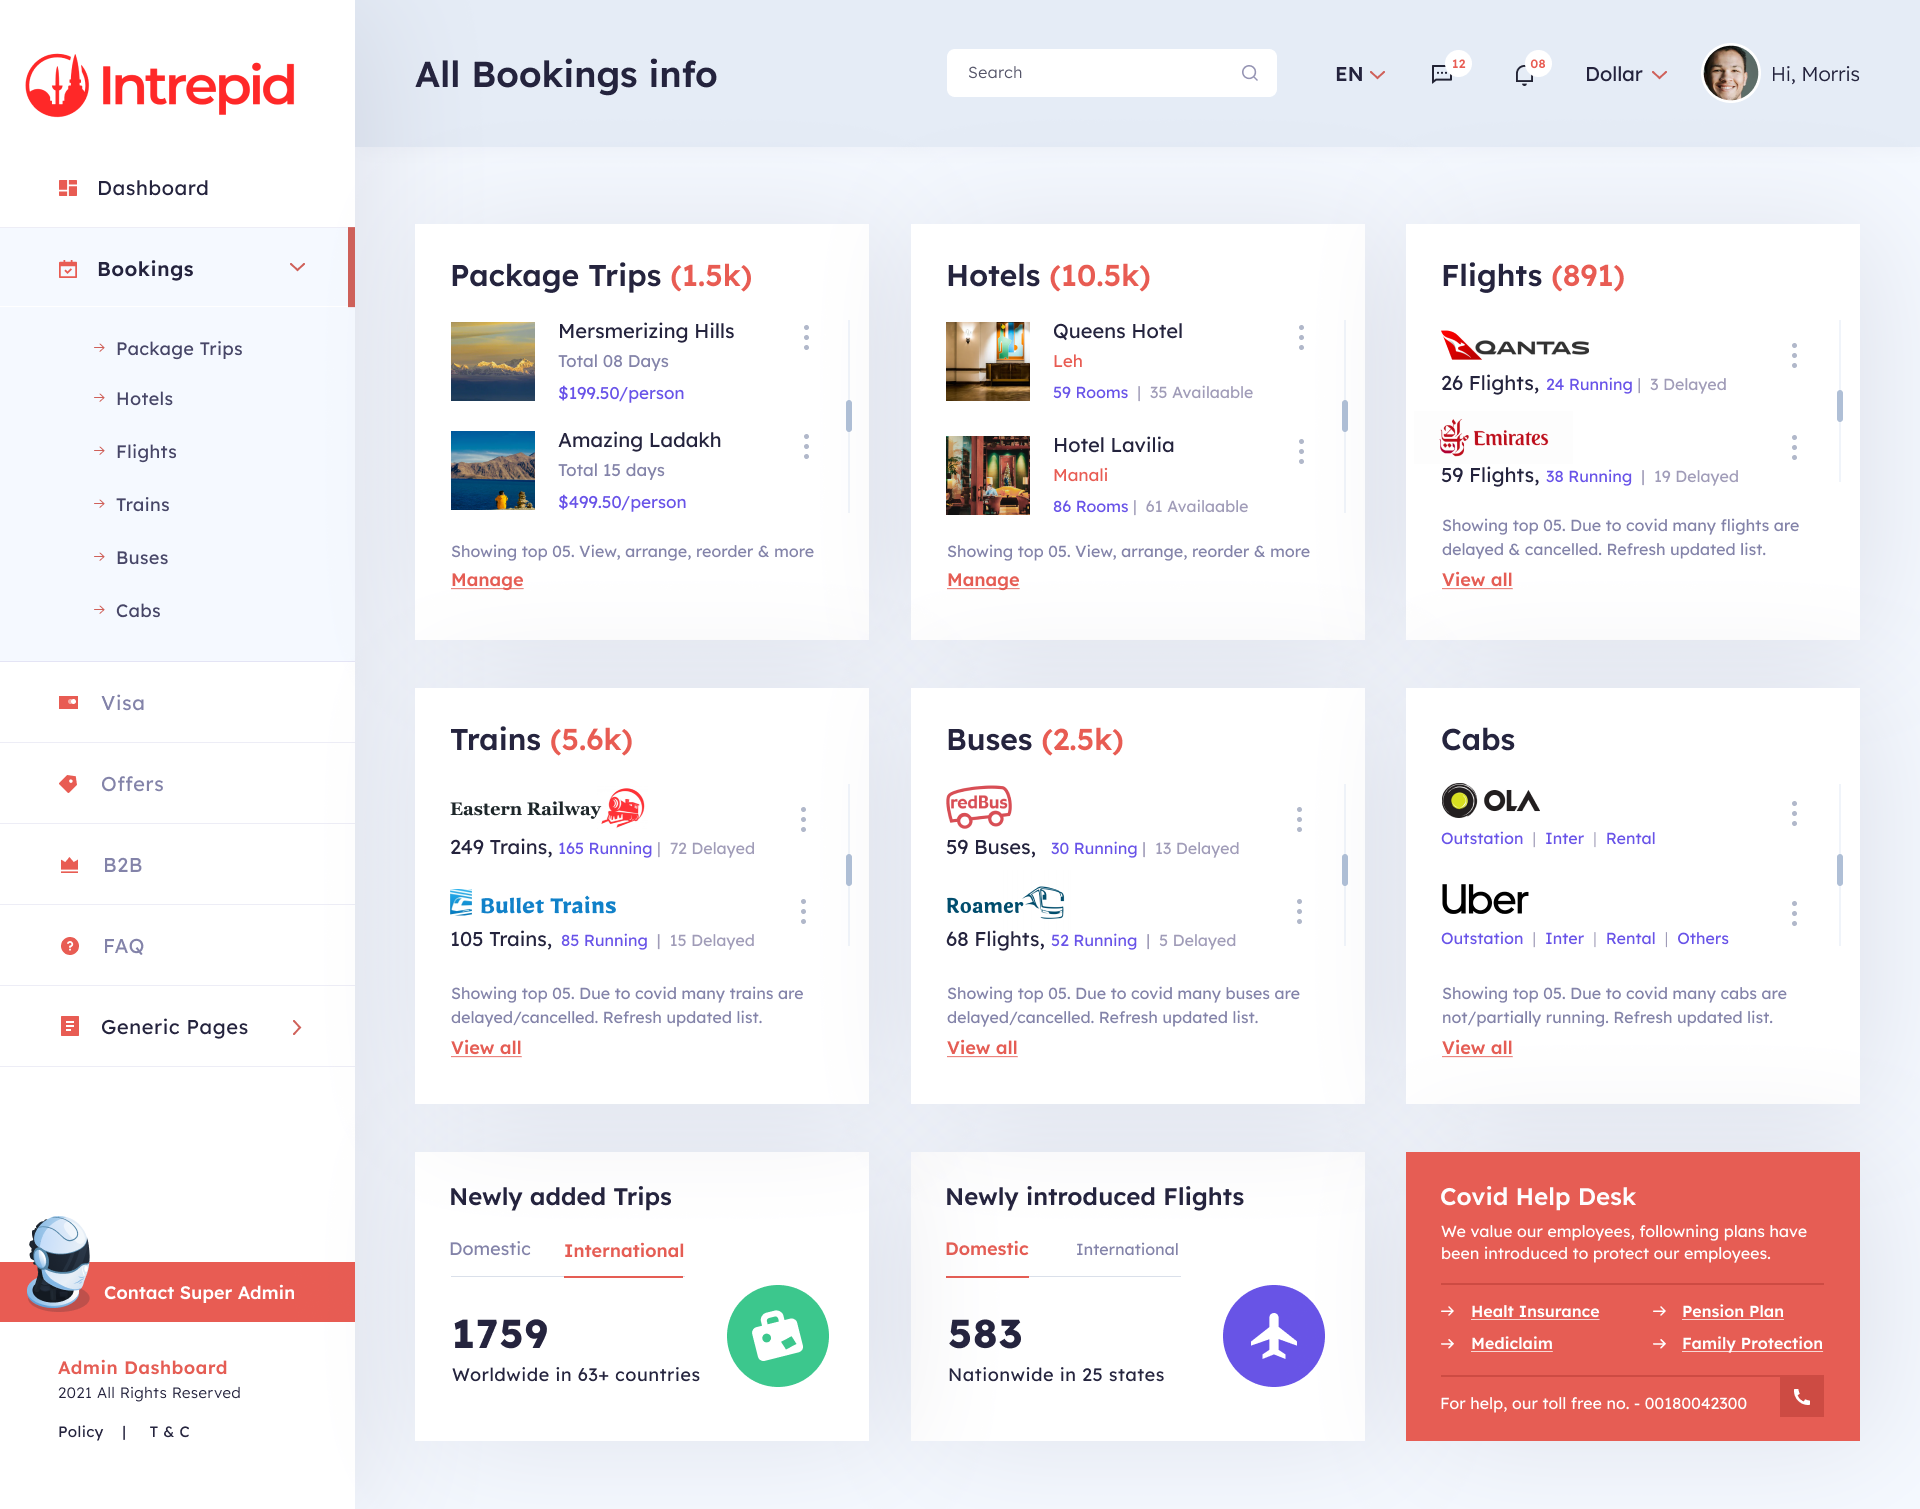 Intrepid
Dashboard
Bookings
Package Trips
Hotels
Flights
Trains
Buses
Cabs
Visa
Offers
B2B
FAQ
Generic Pages
Contact Super Admin
Admin Dashboard
2021 All Rights Reserved
Policy | T & C
All Bookings info
Search
EN
12
08
Dollar
Hi, Morris
Package Trips (1.5k)
Mersmerizing Hills
Total 08 Days
$199.50/person
Amazing Ladakh
Total 15 days
$499.50/person
Showing top 05. View, arrange, reorder & more
Manage
Hotels (10.5k)
Queens Hotel
Leh
59 Rooms | 35 Availaable
Hotel Lavilia
Manali
86 Rooms | 61 Availaable
Showing top 05. View, arrange, reorder & more
Manage
Flights (891)
QANTAS
26 Flights, 24 Running | 3 Delayed
Emirates
59 Flights, 38 Running | 19 Delayed
Showing top 05. Due to covid many flights are
delayed & cancelled. Refresh updated list.
View all
Trains (5.6k)
Eastern Railway
249 Trains, 165 Running | 72 Delayed
Bullet Trains
105 Trains, 85 Running | 15 Delayed
Showing top 05. Due to covid many trains are
delayed/cancelled. Refresh updated list.
View all
Buses (2.5k)
redBus
59 Buses, 30 Running | 13 Delayed
Roamer
68 Flights, 52 Running | 5 Delayed
Showing top 05. Due to covid many buses are
delayed/cancelled. Refresh updated list.
View all
Cabs
OLA
Outstation | Inter | Rental
Uber
Outstation | Inter | Rental | Others
Showing top 05. Due to covid many cabs are
not/partially running. Refresh updated list.
View all
Newly added Trips
Domestic International
1759
Worldwide in 63+ countries
Newly introduced Flights
Domestic International
583
Nationwide in 25 states
Covid Help Desk
We value our employees, followning plans have
been introduced to protect our employees.
Healt Insurance
Pension Plan
Mediclaim
Family Protection
For help, our toll free no. - 00180042300